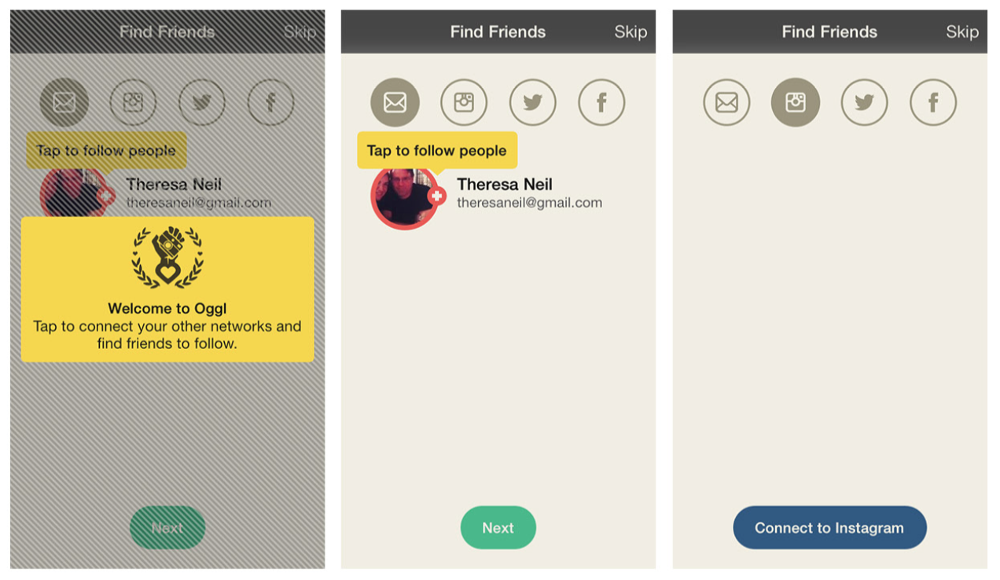 Find Friends
Skip
Tap to follow people
Theresa Neil
theresaneil@gmail.com
Welcome to Oggl
Tap to connect your other networks and
find friends to follow.
Next
Find Friends
Skip
Tap to follow people
Theresa Neil
theresaneil@gmail.com
Next
Find Friends
Skip
Connect to Instagram